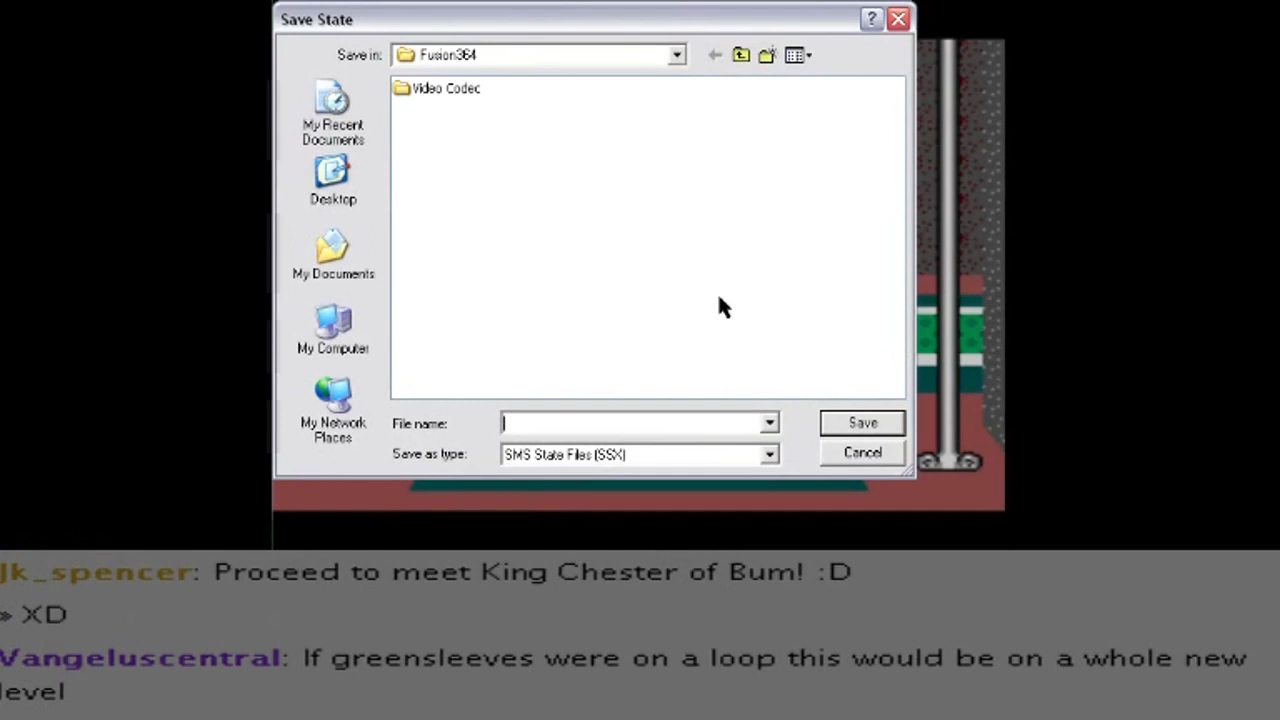 Save State
Save in: Fusion364
Video Codec
My Recent
Documents
Desktop
My Documents
My Computer
My Network
Places
File name: Save
Save as type: SMS State Files (SSX) Cancel
Jk_spencer: Proceed to meet King Chester of Bum! :D
» XD
Vangeluscentral: If greensleeves were on a loop this would be on a whole new
level